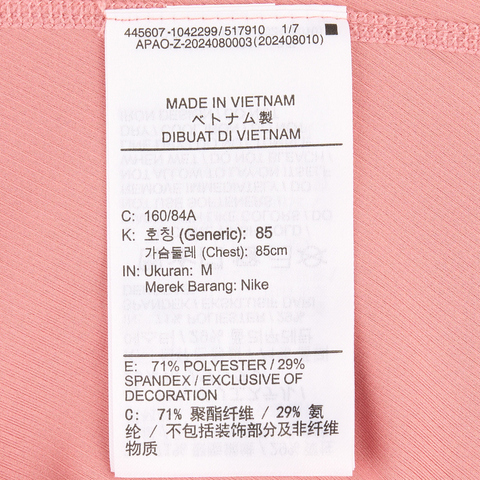 445607-1042299/517910 1/7
APAO-Z-2024080003(202408010)
MADE IN VIETNAM
ベトナム製
DIBUAT DI VIETNAM
C: 160/84A
K: 호칭 (Generic): 85
가슴둘레 (Chest): 85cm
IN: Ukuran: M
Merek Barang: Nike
E: 71% POLYESTER / 29%
SPANDEX / EXCLUSIVE OF
DECORATION
C: 71% 聚酯纤维 / 29% 氨
纶 / 不包括装饰部分及非纤维
物质